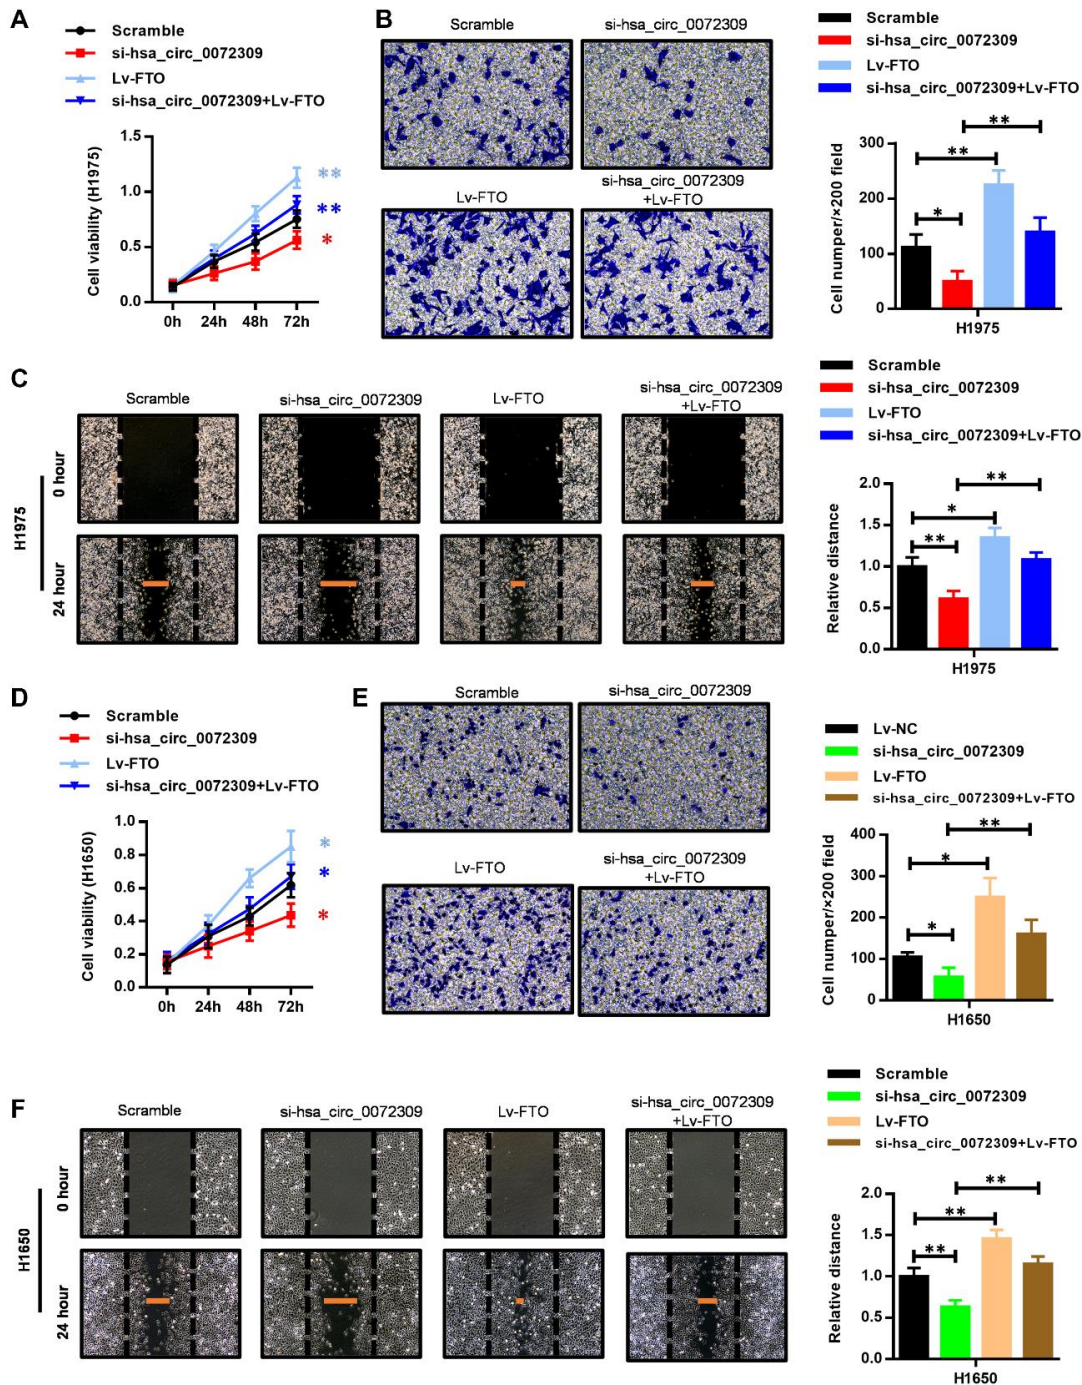 A
Scramble
si-hsa_circ_0072309
Lv-FTO
si-hsa_circ_0072309+Lv-FTO
Cell viability (H1975)
1.5
1.0
0.5
0.0
0h 24h 48h 72h
**
**
*
B
Scramble
si-hsa_circ_0072309
Lv-FTO
si-hsa_circ_0072309
+Lv-FTO
Scramble
si-hsa_circ_0072309
Lv-FTO
si-hsa_circ_0072309+Lv-FTO
Cell numper/×200 field
300
200
100
0
*
**
**
H1975
C
Scramble
si-hsa_circ_0072309
Lv-FTO
si-hsa_circ_0072309
+Lv-FTO
H1975
0 hour
24 hour
Scramble
si-hsa_circ_0072309
Lv-FTO
si-hsa_circ_0072309+Lv-FTO
Relative distance
2.0
1.5
1.0
0.5
0.0
**
*
**
H1975
D
Scramble
si-hsa_circ_0072309
Lv-FTO
si-hsa_circ_0072309+Lv-FTO
Cell viability (H1650)
1.0
0.8
0.6
0.4
0.2
0.0
0h 24h 48h 72h
*
*
*
E
Scramble
si-hsa_circ_0072309
Lv-FTO
si-hsa_circ_0072309
+Lv-FTO
Lv-NC
si-hsa_circ_0072309
Lv-FTO
si-hsa_circ_0072309+Lv-FTO
Cell numper/×200 field
400
300
200
100
0
*
*
**
H1650
F
Scramble
si-hsa_circ_0072309
Lv-FTO
si-hsa_circ_0072309
+Lv-FTO
H1650
0 hour
24 hour
Scramble
si-hsa_circ_0072309
Lv-FTO
si-hsa_circ_0072309+Lv-FTO
Relative distance
2.0
1.5
1.0
0.5
0.0
**
**
**
H1650